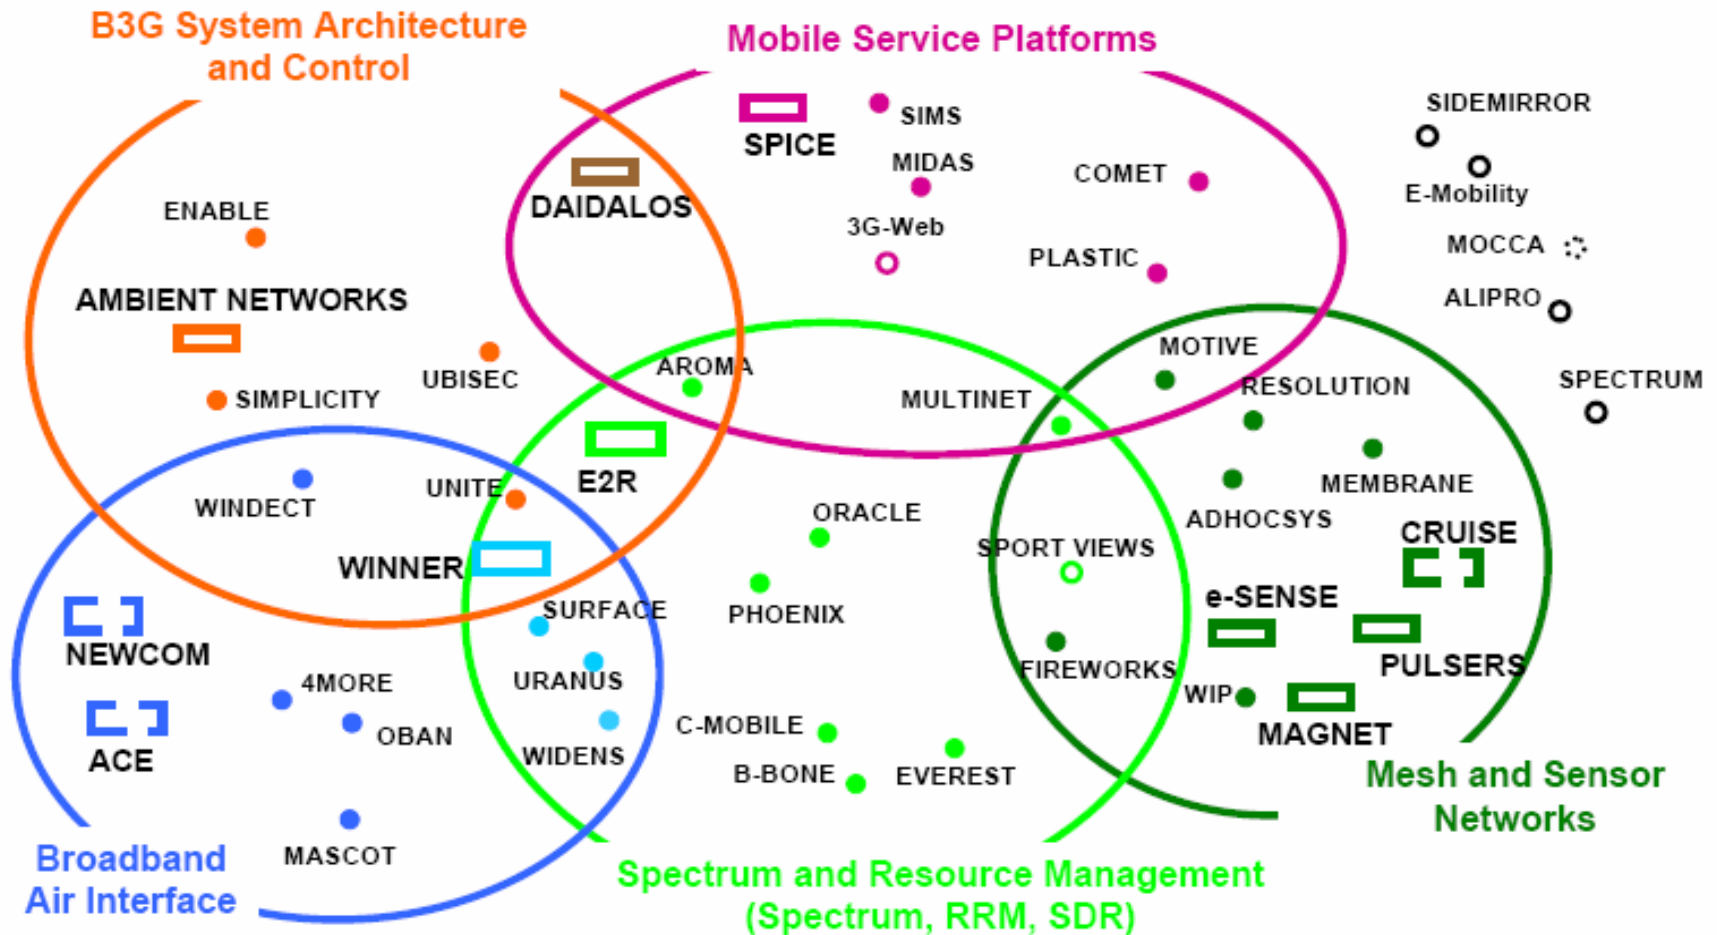 B3G System Architecture
and Control
Mobile Service Platforms
SPICE
SIMS
MIDAS
3G-Web
COMET
PLASTIC
SIDEMIRROR
E-Mobility
MOCCA
ALIPRO
SPECTRUM
DAIDALOS
ENABLE
AMBIENT NETWORKS
SIMPLICITY
UBISEC
AROMA
MULTINET
MOTIVE
RESOLUTION
MEMBRANE
ADHOCSYS
CRUISE
E2R
UNITE
WINDECT
WINNER
ORACLE
PHOENIX
SPORT VIEWS
e-SENSE
PULSERS
FIREWORKS
WIP
MAGNET
SURFACE
URANUS
WIDENS
NEWCOM
4MORE
OBAN
ACE
MASCOT
C-MOBILE
B-BONE
EVEREST
Mesh and Sensor
Networks
Broadband
Air Interface
Spectrum and Resource Management
(Spectrum, RRM, SDR)